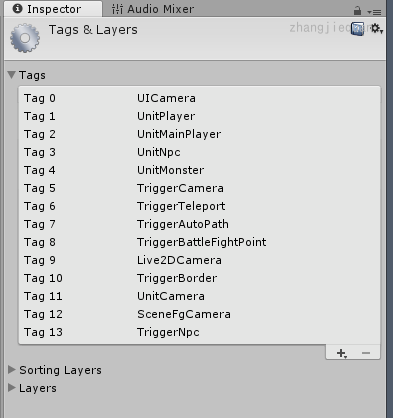 Inspector
Audio Mixer
Tags & Layers
Tags
Tag 0 UICamera
Tag 1 UnitPlayer
Tag 2 UnitMainPlayer
Tag 3 UnitNpc
Tag 4 UnitMonster
Tag 5 TriggerCamera
Tag 6 TriggerTeleport
Tag 7 TriggerAutoPath
Tag 8 TriggerBattleFightPoint
Tag 9 Live2DCamera
Tag 10 TriggerBorder
Tag 11 UnitCamera
Tag 12 SceneFgCamera
Tag 13 TriggerNpc
Sorting Layers
Layers